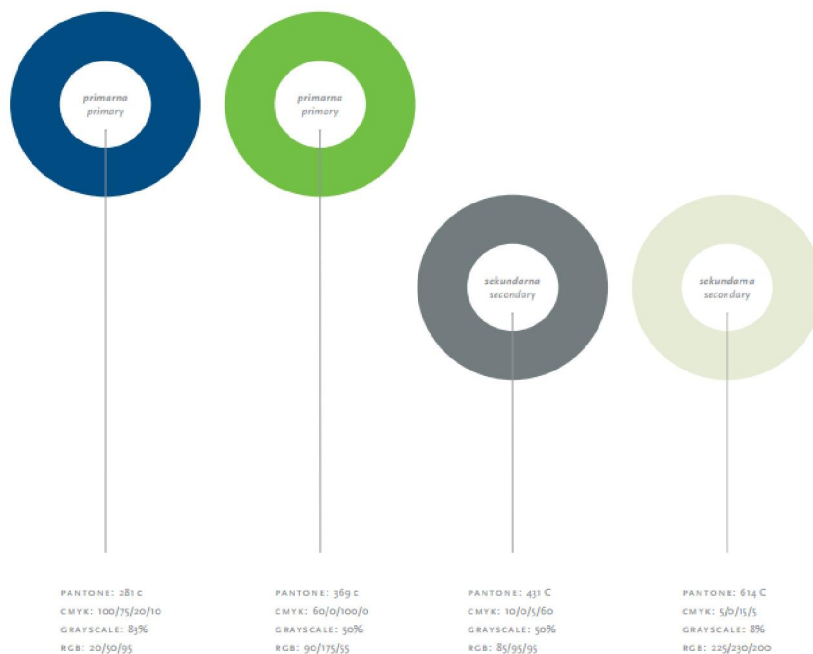 primarna
primary
primarna
primary
sekundarna
secondary
sekundarna
secondary
PANTONE: 281 C
CMYK: 100/75/20/10
GRAYSCALE: 83%
RGB: 20/50/95
PANTONE: 369 C
CMYK: 60/0/100/0
GRAYSCALE: 50%
RGB: 90/175/55
PANTONE: 431 C
CMYK: 10/0/5/60
GRAYSCALE: 50%
RGB: 85/95/95
PANTONE: 614 C
CMYK: 5/0/15/5
GRAYSCALE: 8%
RGB: 225/230/200